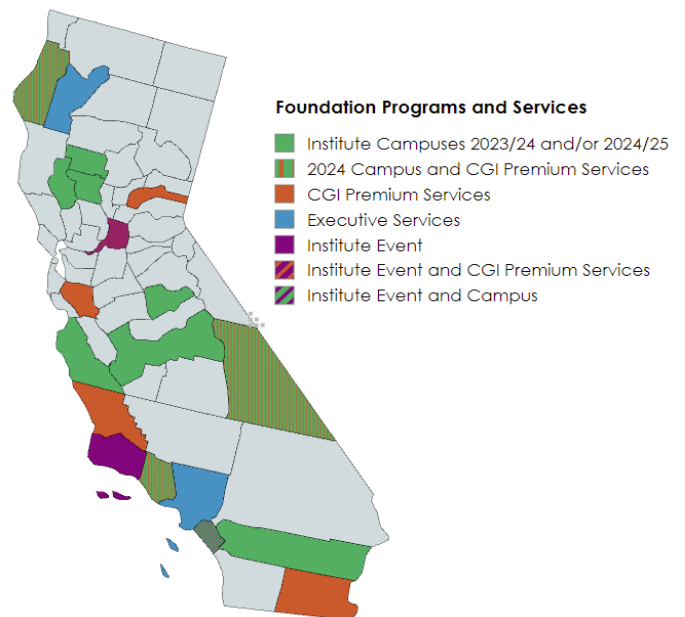 Foundation Programs and Services
Institute Campuses 2023/24 and/or 2024/25
2024 Campus and CGI Premium Services
CGI Premium Services
Executive Services
Institute Event
Institute Event and CGI Premium Services
Institute Event and Campus